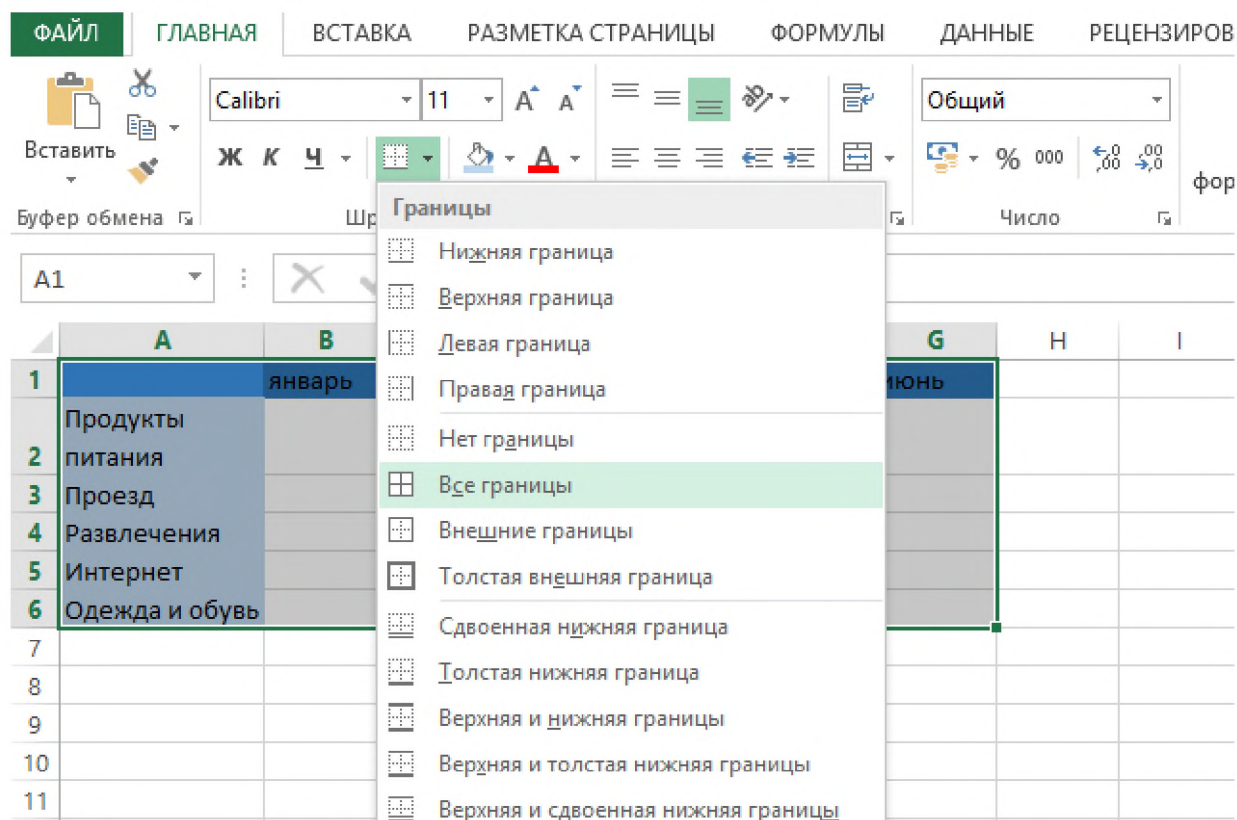 ФАЙЛ ГЛАВНАЯ ВСТАВКА РАЗМЕТКА СТРАНИЦЫ ФОРМУЛЫ ДАННЫЕ РЕЦЕНЗИРОВ
Calibri 11 Общий
Вставить Ж К Ч % 000
фор
Буфер обмена Шр Число
Границы
Нижняя граница
A1
Верхняя граница
A B G H I
Левая граница
1 январь июнь
Правая граница
Продукты
2 питания
Нет границы
3 Проезд
Все границы
4 Развлечения
Внешние границы
5 Интернет
Толстая внешняя граница
6 Одежда и обувь
Сдвоенная нижняя граница
7
Толстая нижняя граница
8
Верхняя и нижняя границы
9
Верхняя и толстая нижняя границы
10
Верхняя и сдвоенная нижняя границы
11